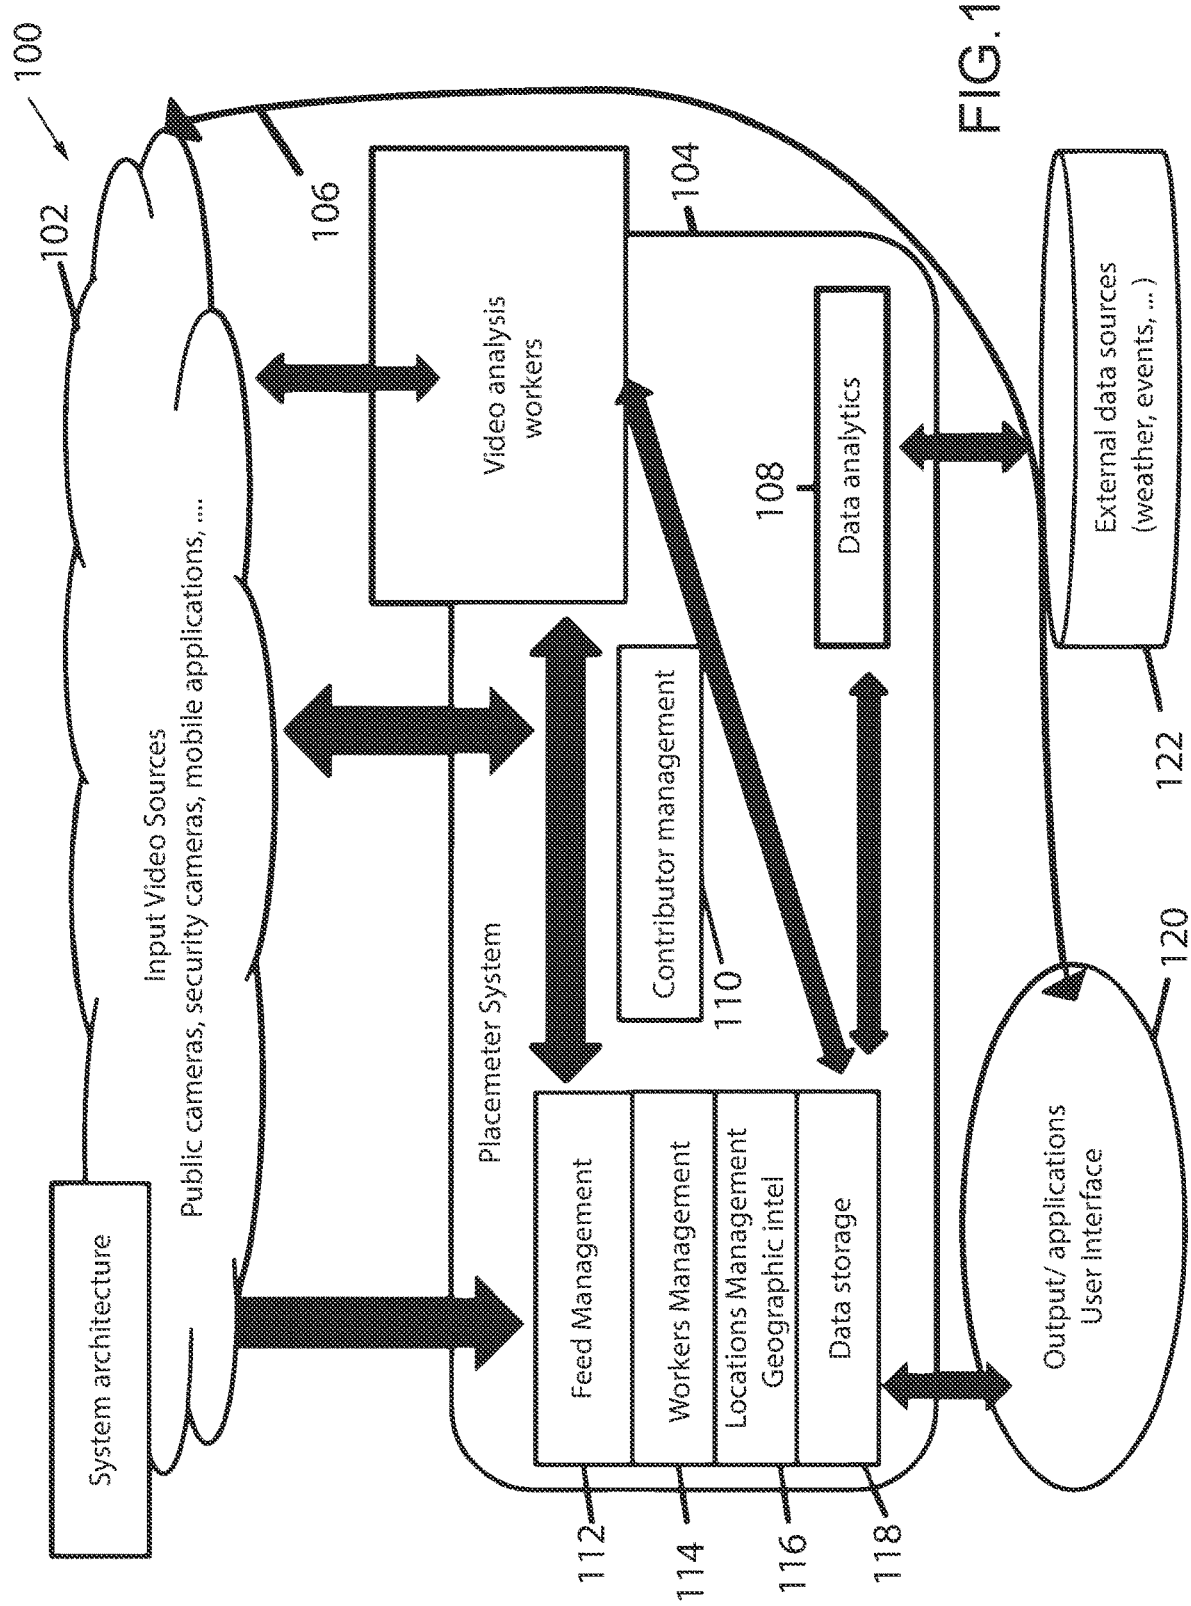 100
102
System architecture
Input Video Sources
Public cameras, security cameras, mobile applications, ....
106
Video analysis
workers
Placemeter System
104
112
Feed Management
114
Workers Management
116
Locations Management
Geographic intel
118
Data storage
Contributor management
110
108
Data analytics
Output/ applications
User Interface
120
External data sources
(weather, events, ... )
122
FIG. 1